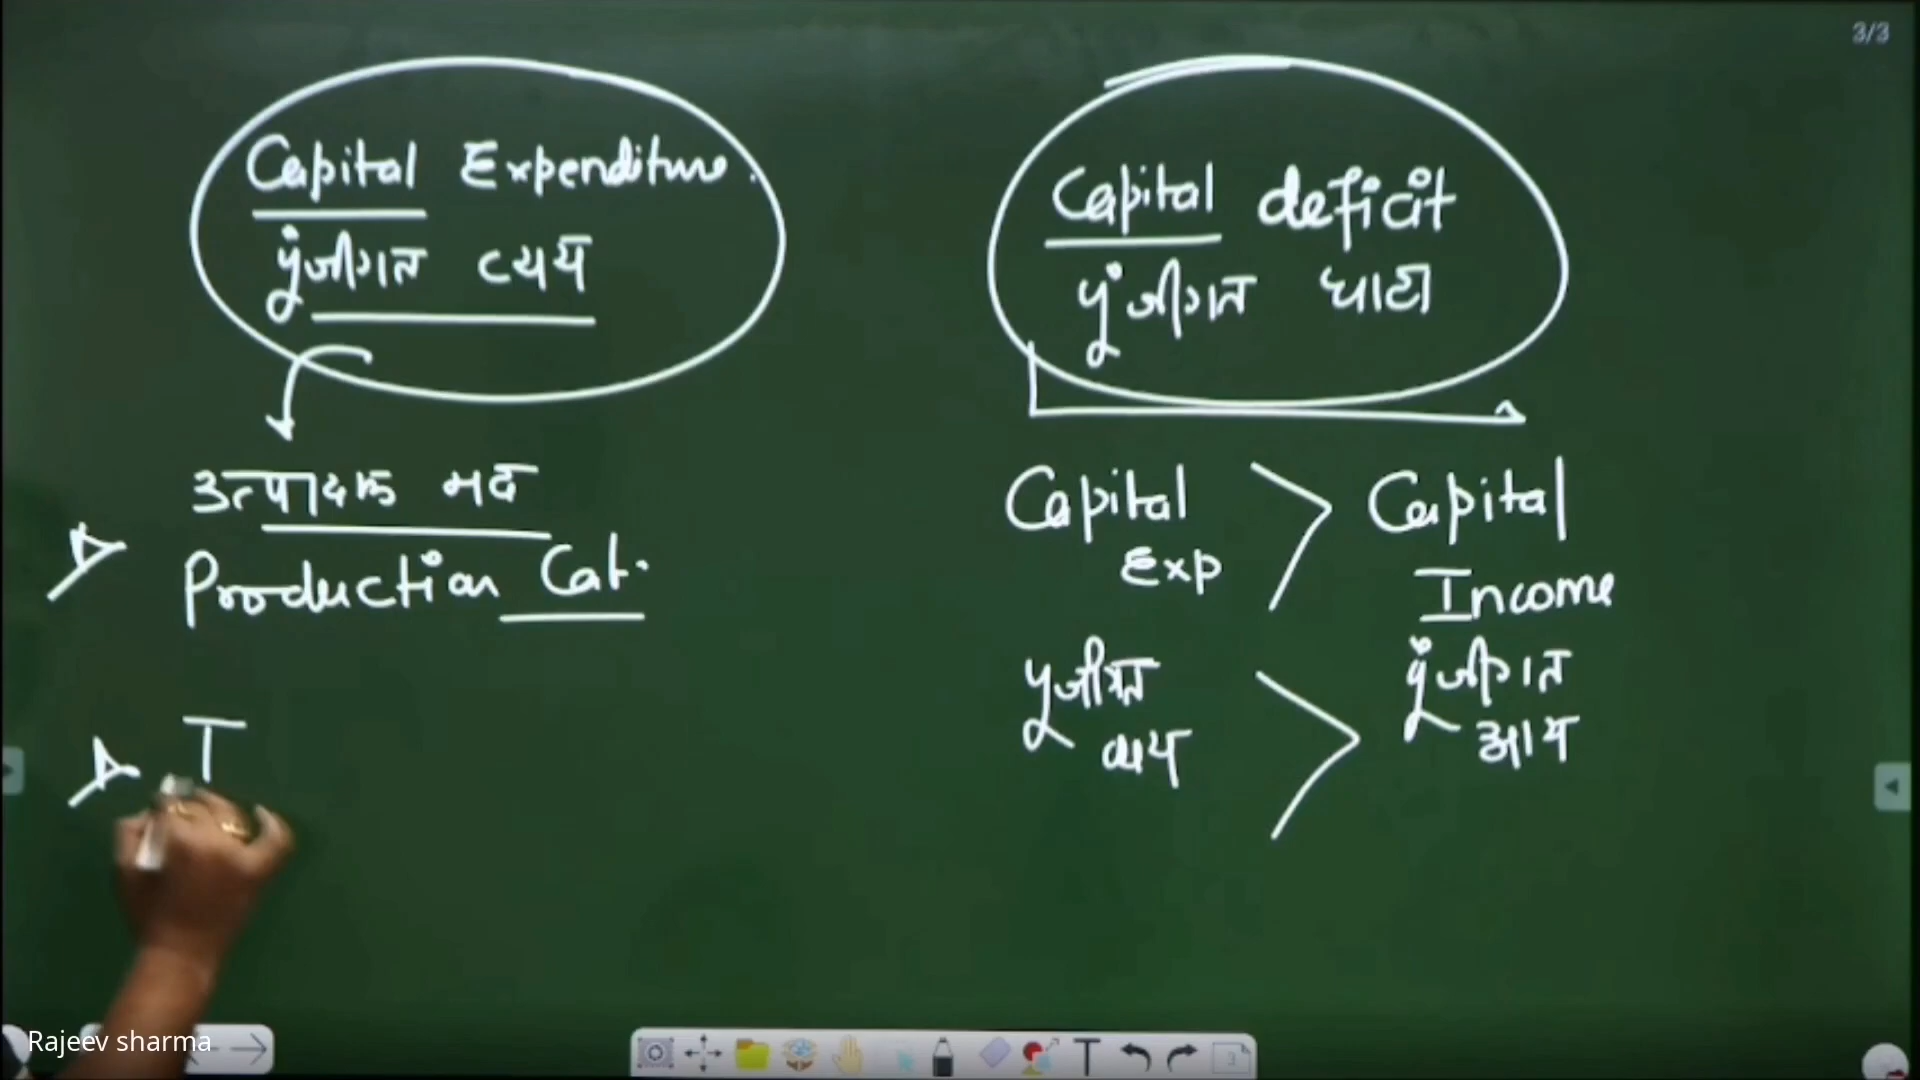 3/3
Capital Expenditure.
पूंजीगत व्यय
उत्पादक मद
Production Cat.
T
Capital deficit
पूंजीगत घाटा
Capital Exp > Capital Income
पूंजीगत व्यय > पूंजीगत आय
Rajeev sharma
T
3